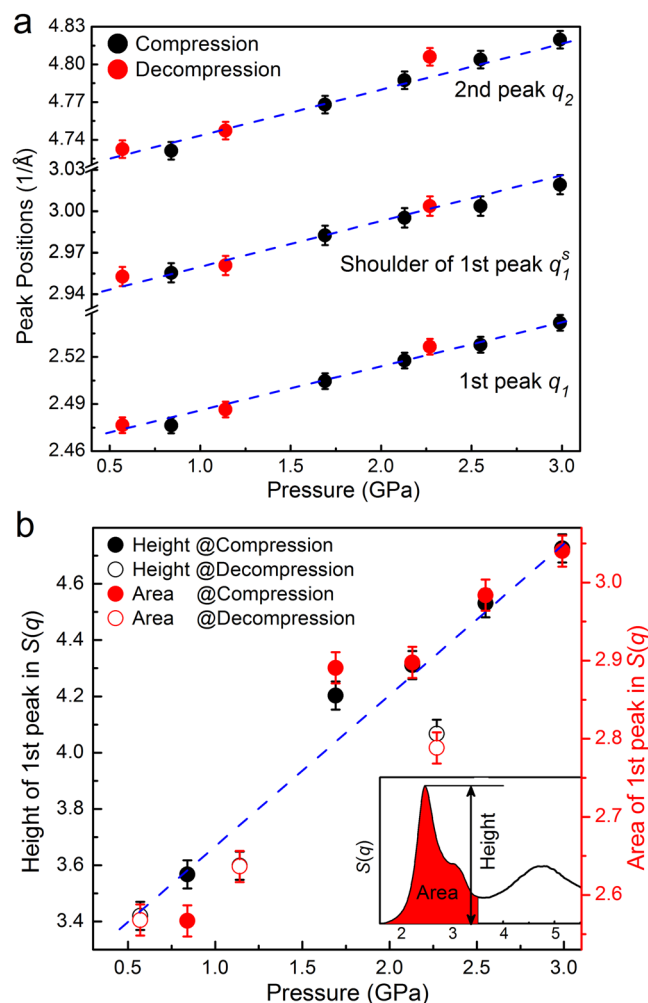 a
4.83
4.80
4.77
4.74
3.03
3.00
2.97
2.94
2.52
2.49
2.46
Peak Positions (1/Å)
Compression
Decompression
2nd peak q2
Shoulder of 1st peak q1s
1st peak q1
0.5 1.0 1.5 2.0 2.5 3.0
Pressure (GPa)
b
4.6
4.4
4.2
4.0
3.8
3.6
3.4
Height of 1st peak in S(q)
Height @Compression
Height @Decompression
Area @Compression
Area @Decompression
3.0
2.9
2.8
2.7
2.6
Area of 1st peak in S(q)
S(q)
Height
Area
2 3 4 5
0.5 1.0 1.5 2.0 2.5 3.0
Pressure (GPa)